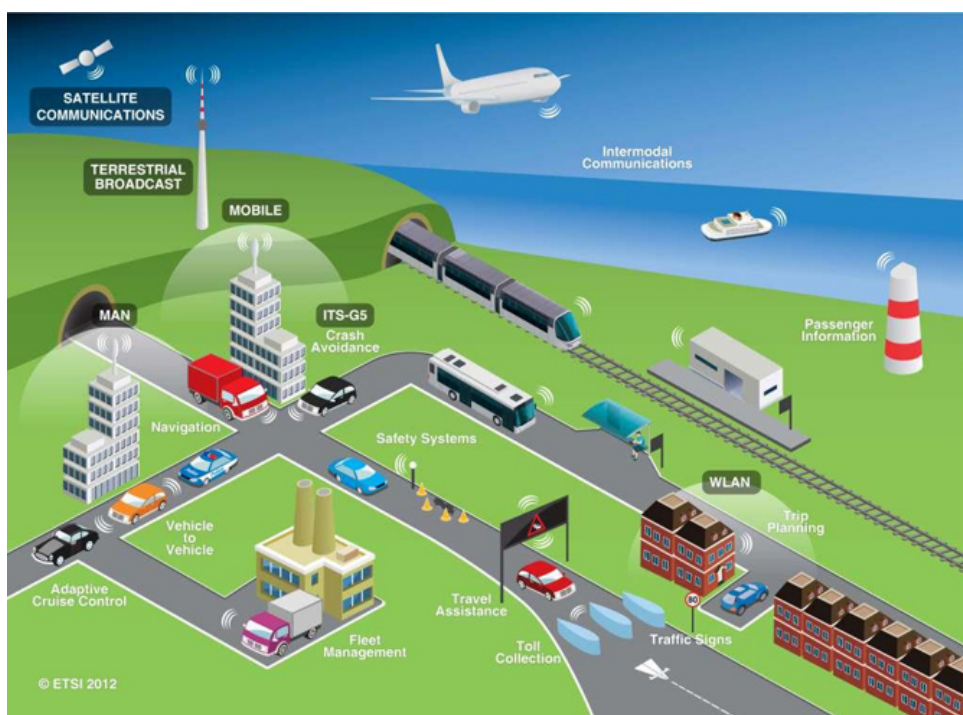 SATELLITE
COMMUNICATIONS
TERRESTRIAL
BROADCAST
Intermodal
Communications
MOBILE
MAN
ITS-G5
Crash
Avoidance
Passenger
Information
Navigation
Safety Systems
WLAN
Trip
Planning
Vehicle
to
Vehicle
Adaptive
Cruise Control
Travel
Assistance
80
Fleet
Management
Toll
Collection
Traffic Signs
© ETSI 2012